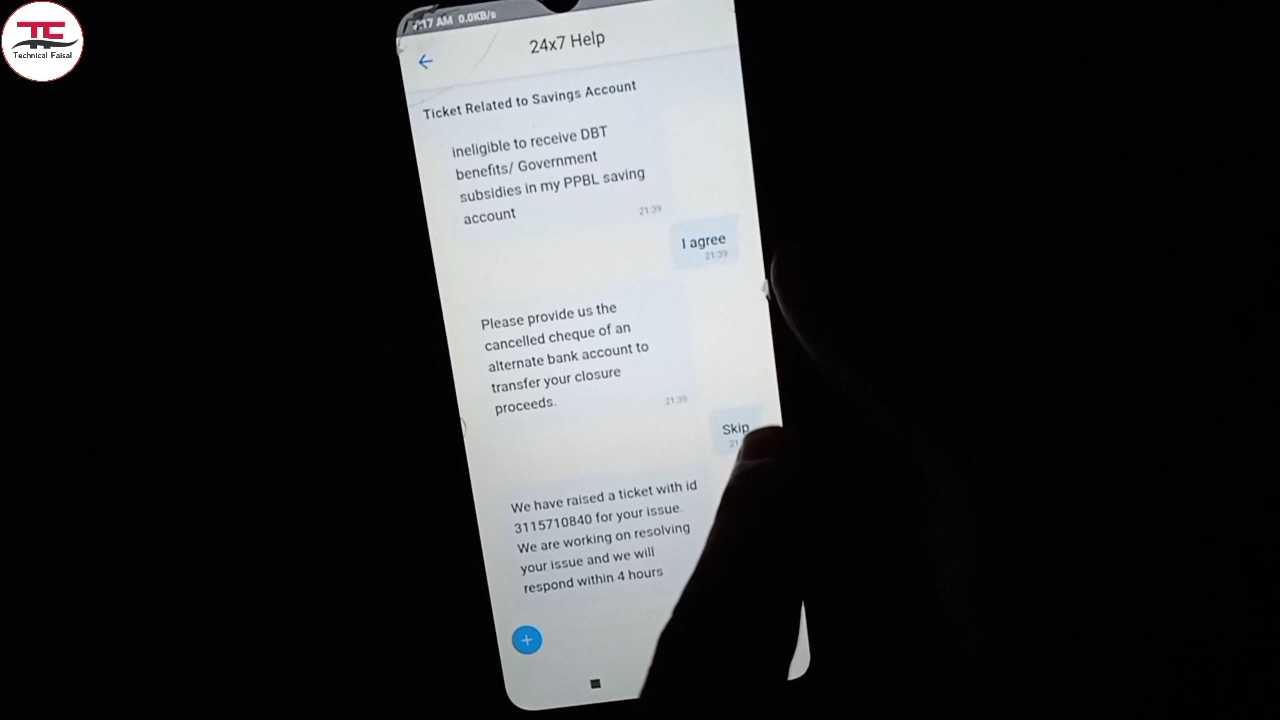 TF
Technical Faisal
:17 AM 0.0KB/s
24x7 Help
Ticket Related to Savings Account
ineligible to receive DBT
benefits/ Government
subsidies in my PPBL saving
account
21:39
I agree
21:39
Please provide us the
cancelled cheque of an
alternate bank account to
transfer your closure
proceeds.
21:39
Skip
21
We have raised a ticket with id
3115710840 for your issue.
We are working on resolving
your issue and we will
respond within 4 hours